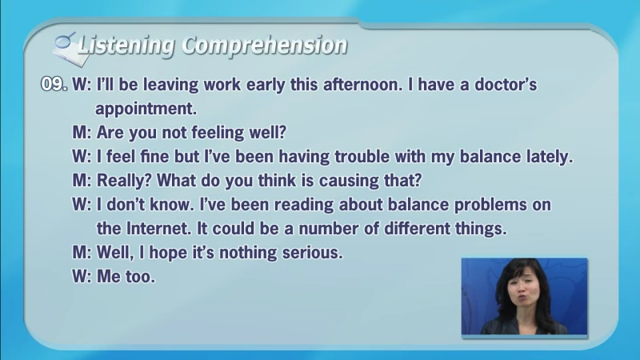 Listening Comprehension
09. W: I'll be leaving work early this afternoon. I have a doctor's
appointment.
M: Are you not feeling well?
W: I feel fine but I've been having trouble with my balance lately.
M: Really? What do you think is causing that?
W: I don't know. I've been reading about balance problems on
the Internet. It could be a number of different things.
M: Well, I hope it's nothing serious.
W: Me too.